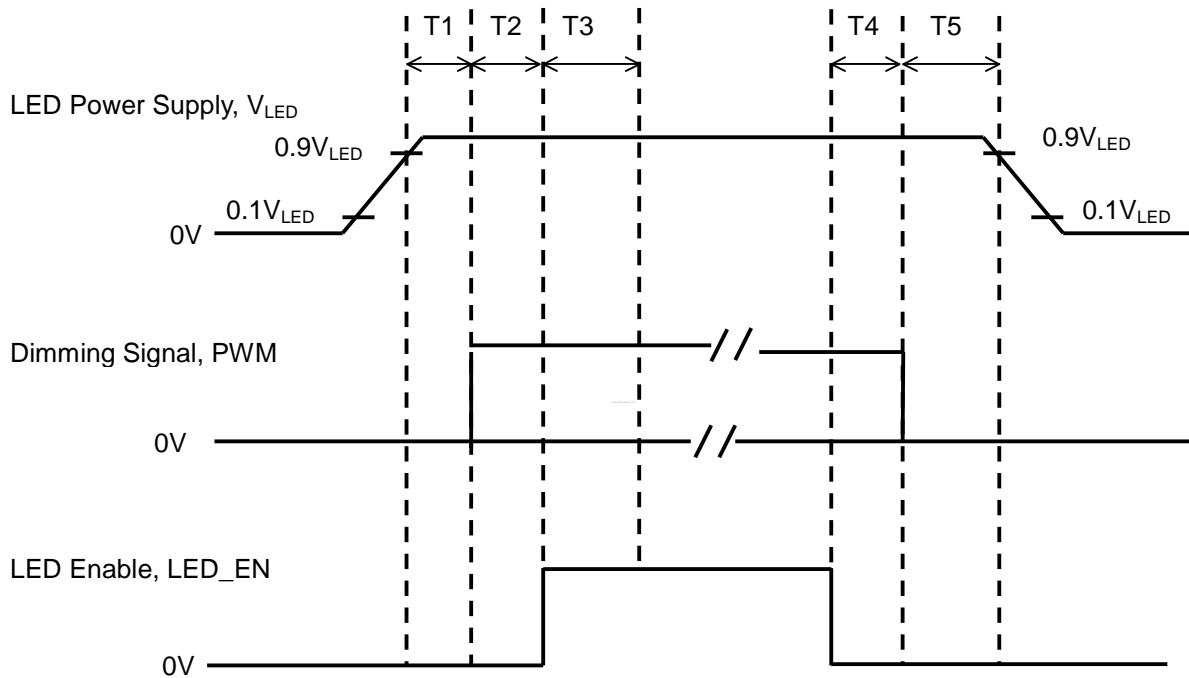 T1 T2 T3 T4 T5
LED Power Supply, VLED
0.9VLED 0.9VLED
0.1VLED 0.1VLED
0V
Dimming Signal, PWM
0V
LED Enable, LED_EN
0V